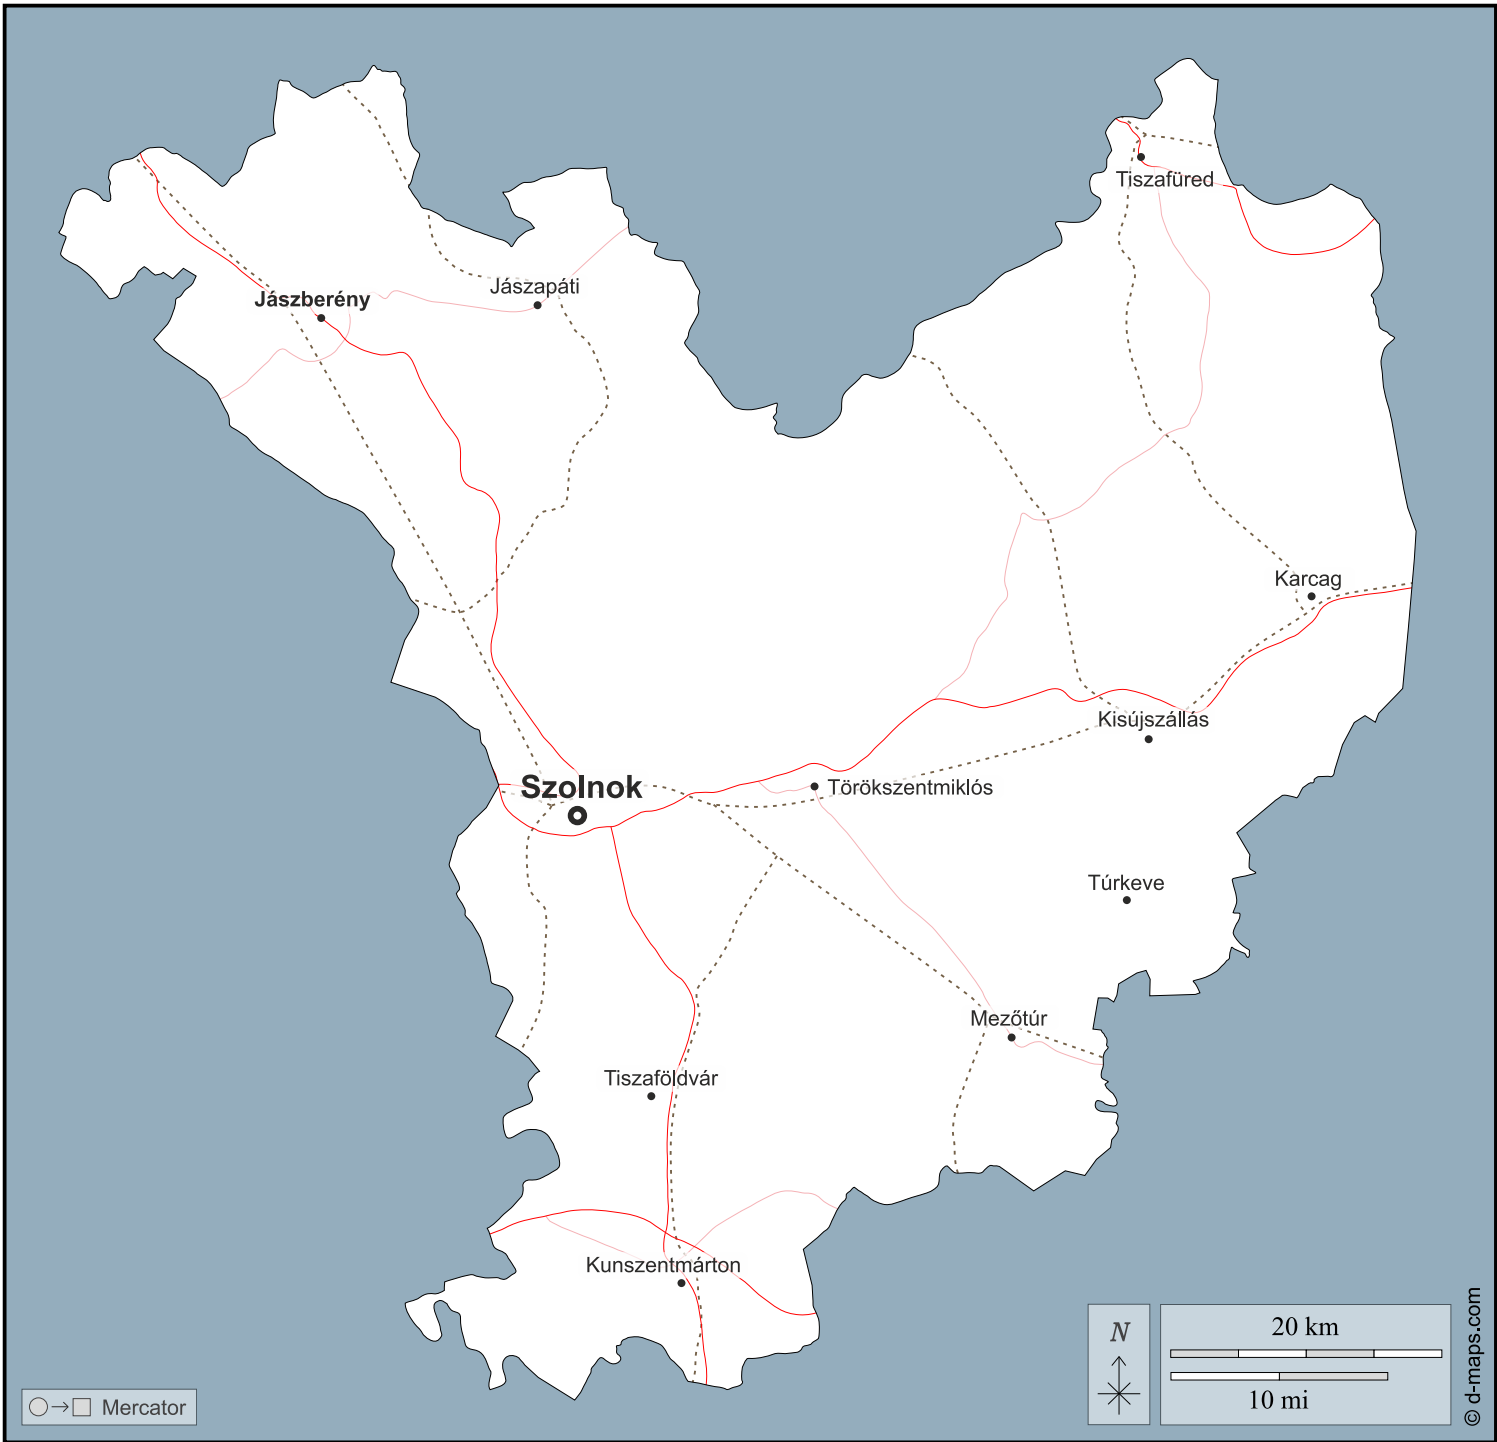 Tiszafüred
Jászapáti
Jászberény
Karcag
Kisújszállás
Szolnok
Törökszentmiklós
Túrkeve
Mezőtúr
Tiszaföldvár
Kunszentmárton
N
20 km
10 mi
Mercator
© d-maps.com